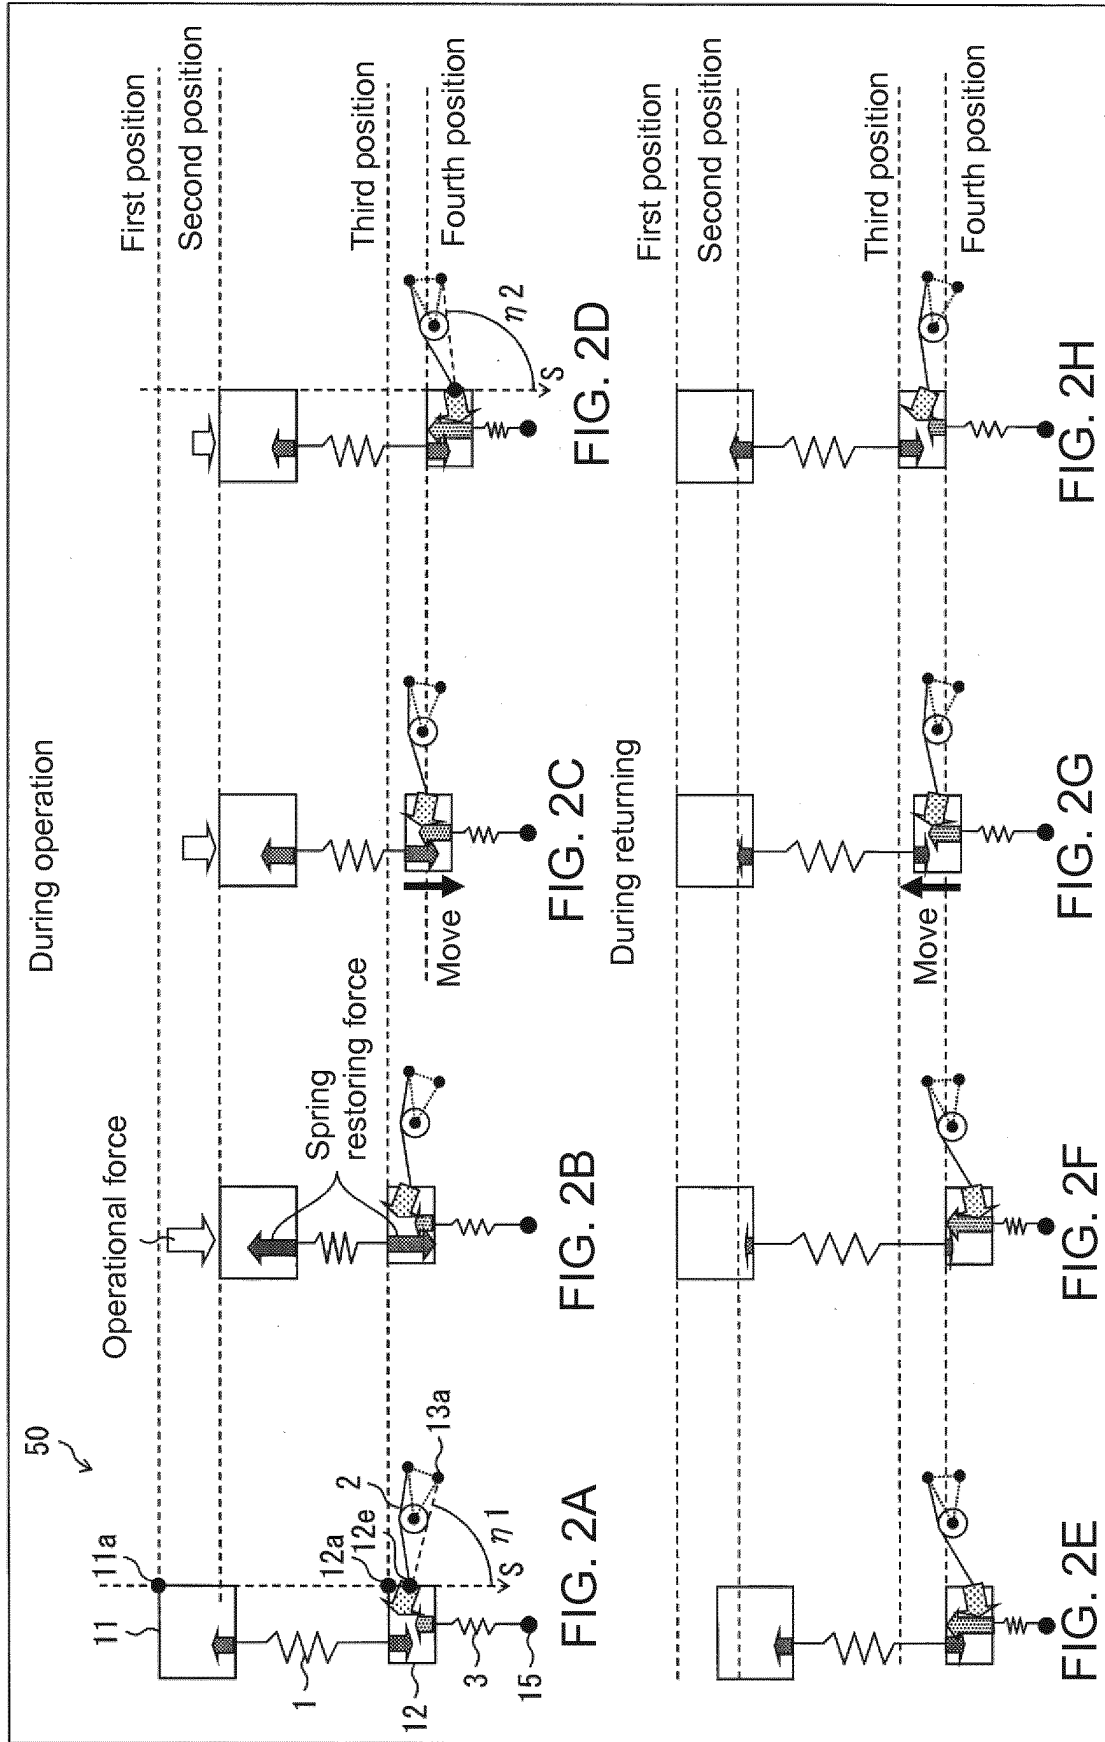 During operation
50
Operational force
First position
Second position
11
11a
Spring
restoring force
1
Third position
12
12a
12e
2
13a
Fourth position
Move
3
15
S
η1
S
η2
FIG. 2A
FIG. 2B
FIG. 2C
FIG. 2D
During returning
First position
Second position
Third position
Fourth position
Move
FIG. 2E
FIG. 2F
FIG. 2G
FIG. 2H